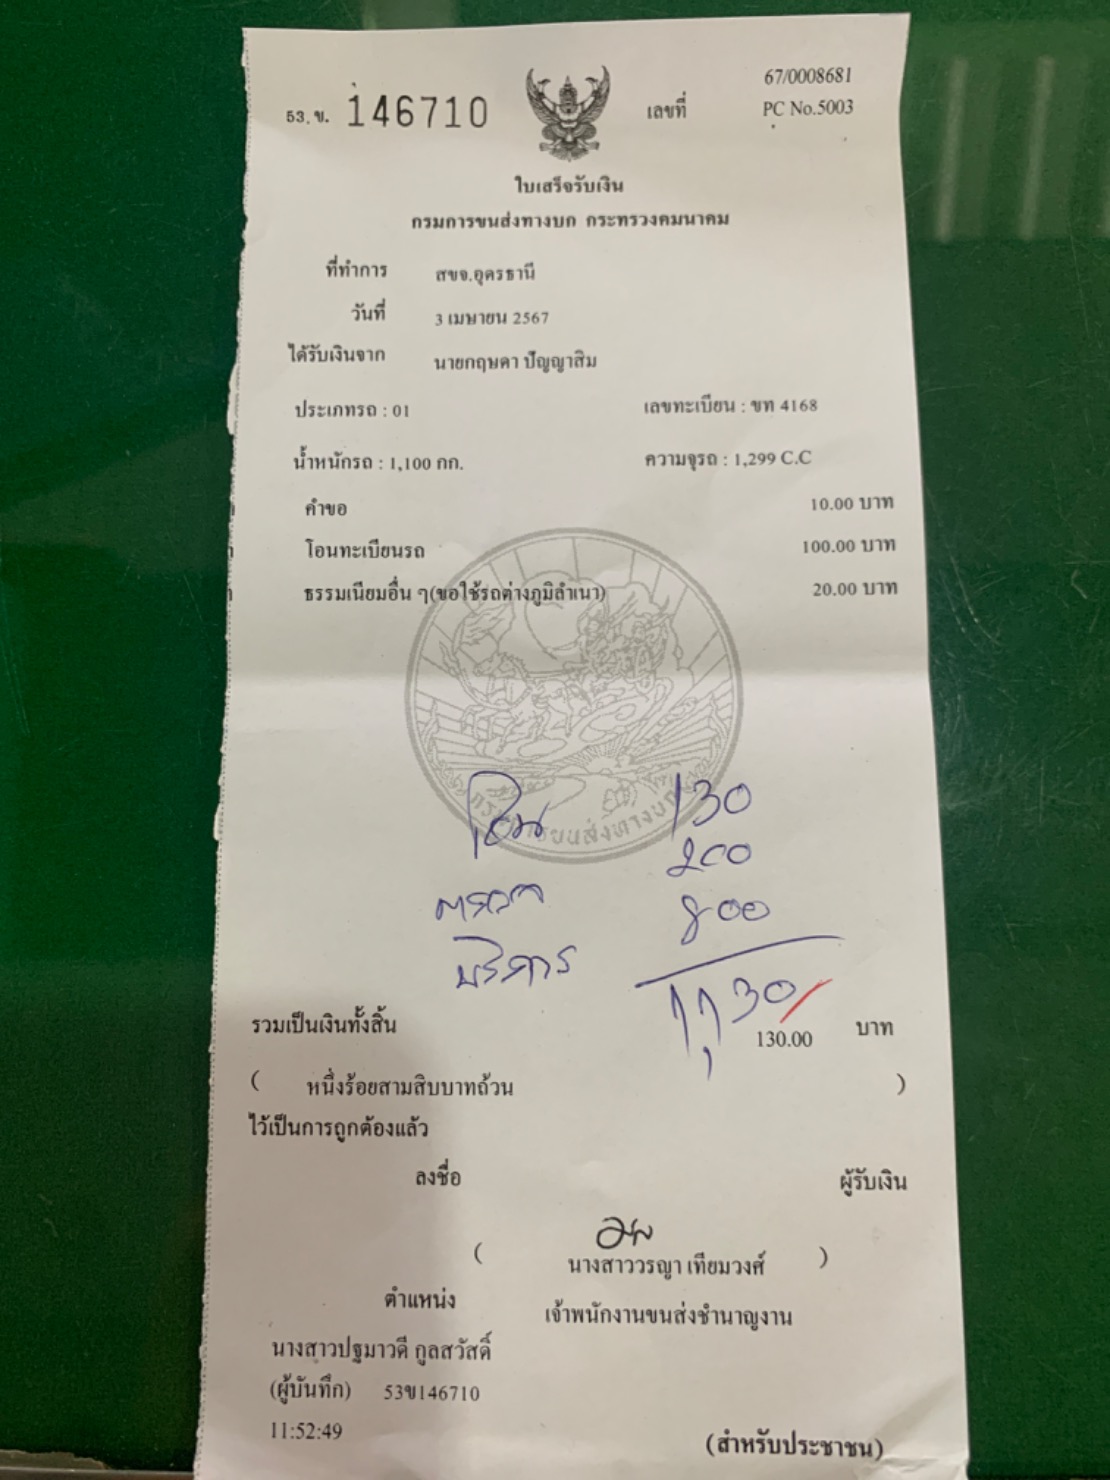 53. ข. 146710 เลขที่ 67/0008681
PC No.5003
ใบเสร็จรับเงิน
กรมการขนส่งทางบก กระทรวงคมนาคม
ที่ทำการ สขจ.อุดรธานี
วันที่ 3 เมษายน 2567
ได้รับเงินจาก นายกฤษดา ปัญญาสิม
ประเภทรถ : 01 เลขทะเบียน : ขท 4168
น้ำหนักรถ : 1,100 กก. ความจุรถ : 1,299 C.C
คำขอ 10.00 บาท
โอนทะเบียนรถ 100.00 บาท
ธรรมเนียมอื่น ๆ(ขอใช้รถต่างภูมิลำเนา) 20.00 บาท
โอน 130
200
ตรวจ
800
บริการ
1,130
กรมการขนส่งทางบก
รวมเป็นเงินทั้งสิ้น 130.00 บาท
( หนึ่งร้อยสามสิบบาทถ้วน )
ไว้เป็นการถูกต้องแล้ว
ลงชื่อ ผู้รับเงิน
( นางสาววรญา เทียมวงศ์ )
ตำแหน่ง เจ้าพนักงานขนส่งชำนาญงาน
นางสาวปฐมาวดี กูลสวัสดิ์
(ผู้บันทึก) 53ข146710
11:52:49
(สำหรับประชาชน)